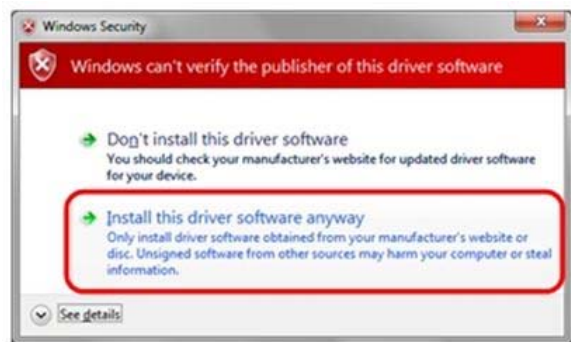 Windows Security
Windows can't verify the publisher of this driver software
Don't install this driver software
You should check your manufacturer's website for updated driver software
for your device.
Install this driver software anyway
Only install driver software obtained from your manufacturer's website or
disc. Unsigned software from other sources may harm your computer or steal
information.
See details